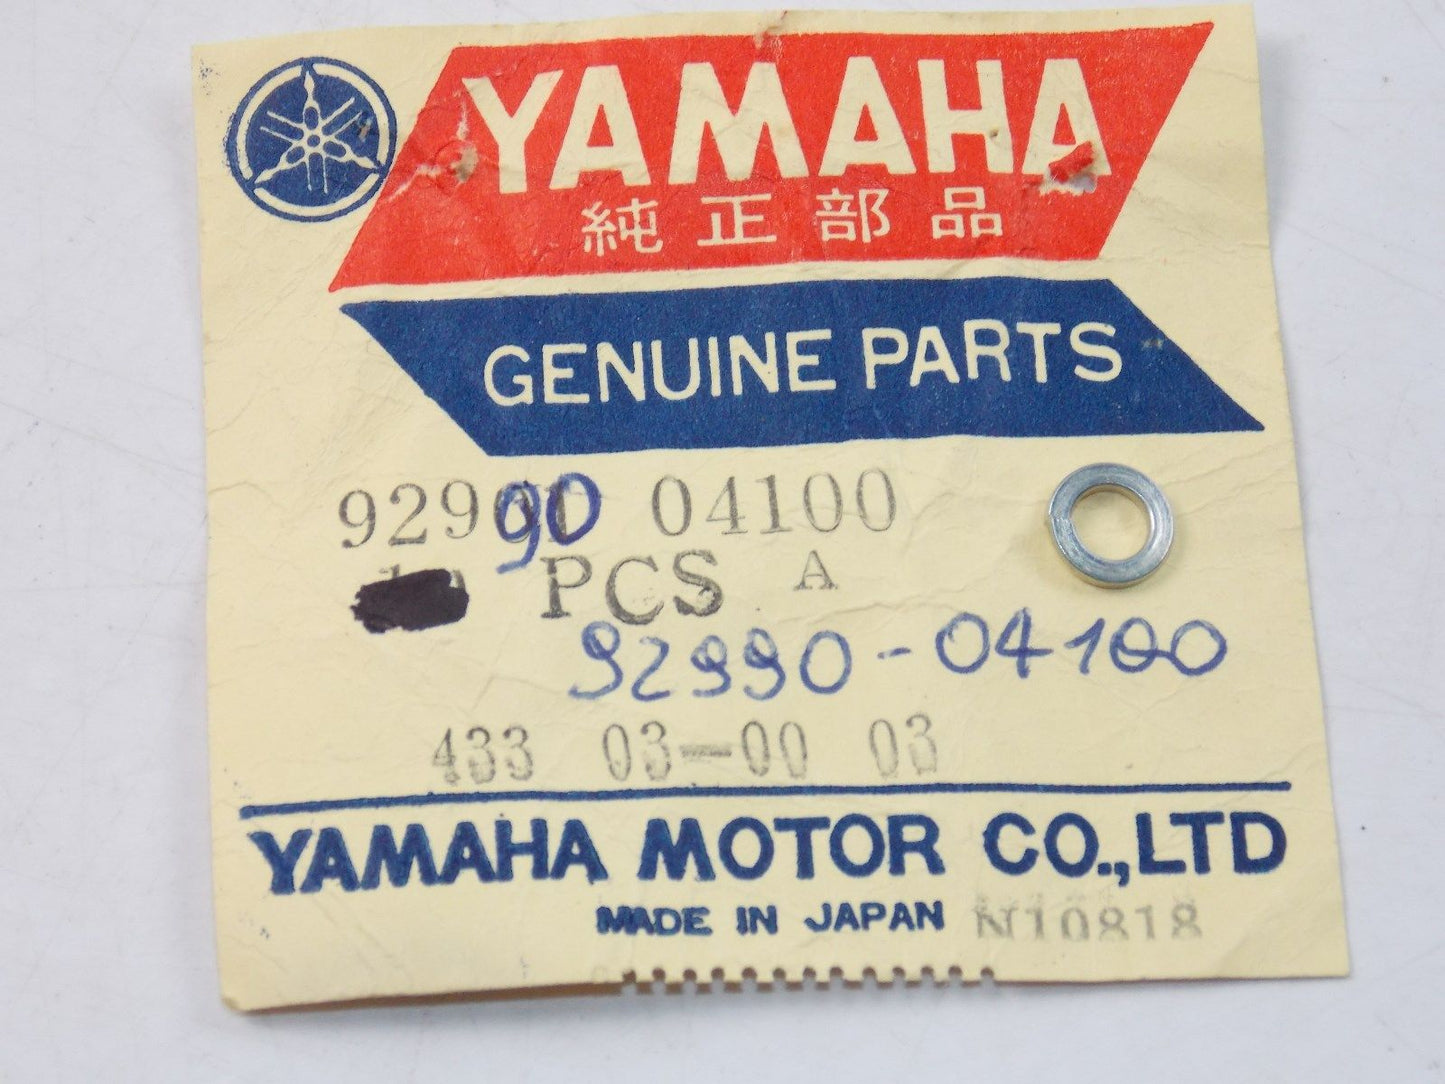 YAMAHA
純正部品
GENUINE PARTS
92990 04100
PCS A
92990-04100
433 03-00 03
YAMAHA MOTOR CO.,LTD
MADE IN JAPAN N10818